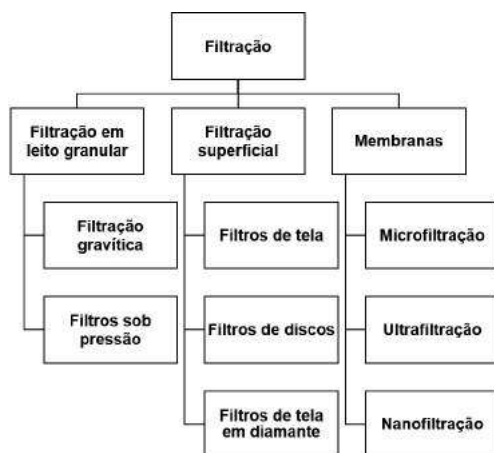 Filtração
Filtração em
leito granular
Filtração
superficial
Membranas
Filtração
gravítica
Filtros de tela
Microfiltração
Filtros sob
pressão
Filtros de discos
Ultrafiltração
Filtros de tela
em diamante
Nanofiltração